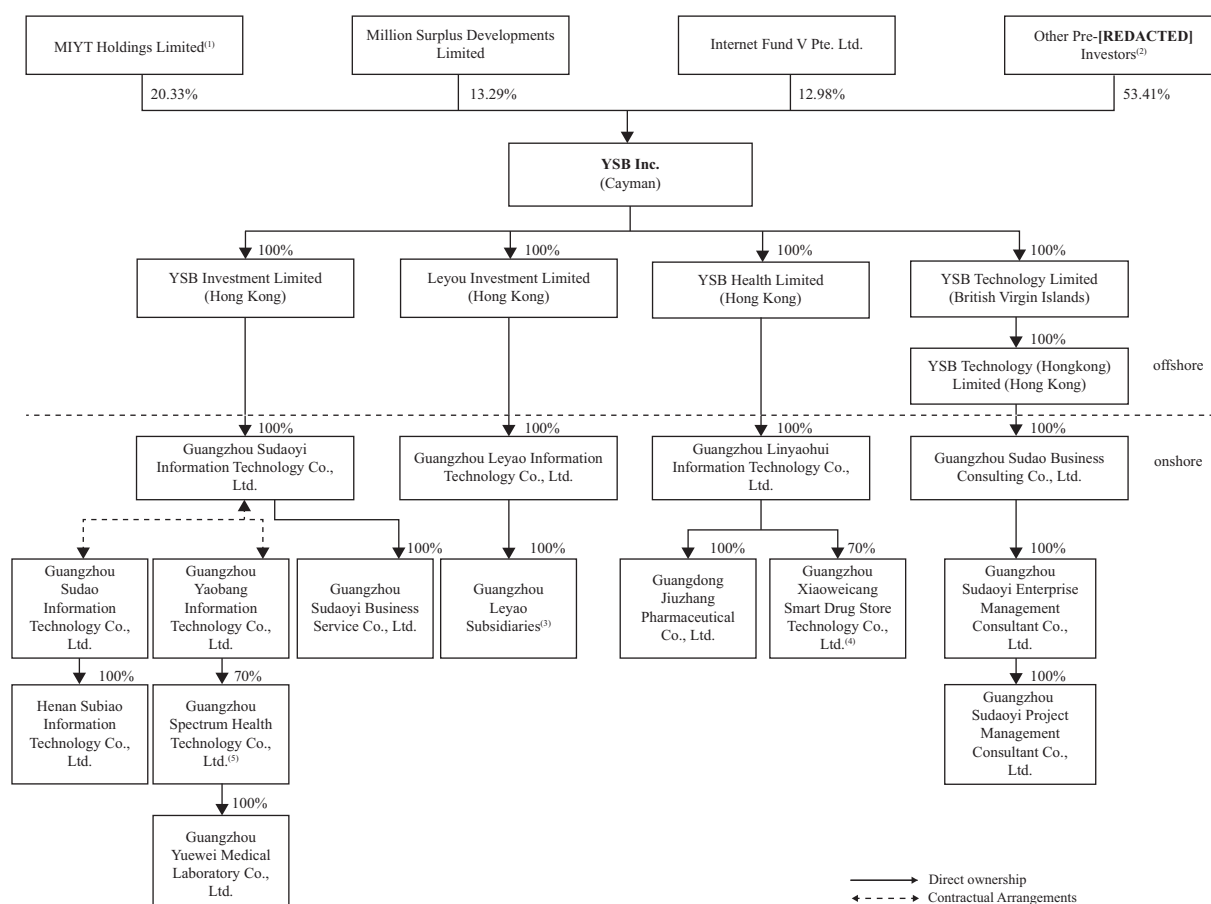 MIYT Holdings Limited(1)
Million Surplus Developments
Limited
Internet Fund V Pte. Ltd.
Other Pre-[REDACTED]
Investors(2)
20.33%
13.29%
12.98%
53.41%
YSB Inc.
(Cayman)
100%
100%
100%
100%
YSB Investment Limited
(Hong Kong)
Leyou Investment Limited
(Hong Kong)
YSB Health Limited
(Hong Kong)
YSB Technology Limited
(British Virgin Islands)
100%
YSB Technology (Hongkong)
Limited (Hong Kong)
offshore
100%
100%
100%
100%
Guangzhou Sudaoyi
Information Technology Co.,
Ltd.
Guangzhou Leyao Information
Technology Co., Ltd.
Guangzhou Linyaohui
Information Technology Co.,
Ltd.
Guangzhou Sudao Business
Consulting Co., Ltd.
onshore
100%
100%
100%
70%
100%
Guangzhou
Sudao
Information
Technology Co.,
Ltd.
Guangzhou
Yaobang
Information
Technology Co.,
Ltd.
Guangzhou
Sudaoyi Business
Service Co., Ltd.
Guangzhou
Leyao
Subsidiaries(3)
Guangdong
Jiuzhang
Pharmaceutical
Co., Ltd.
Guangzhou
Xiaoweicang
Smart Drug Store
Technology Co.,
Ltd.(4)
Guangzhou
Sudaoyi Enterprise
Management
Consultant Co.,
Ltd.
100%
70%
100%
Henan Subiao
Information
Technology Co.,
Ltd.
Guangzhou
Spectrum Health
Technology Co.,
Ltd.(5)
Guangzhou
Sudaoyi Project
Management
Consultant Co.,
Ltd.
100%
Guangzhou
Yuewei Medical
Laboratory Co.,
Ltd.
Direct ownership
Contractual Arrangements